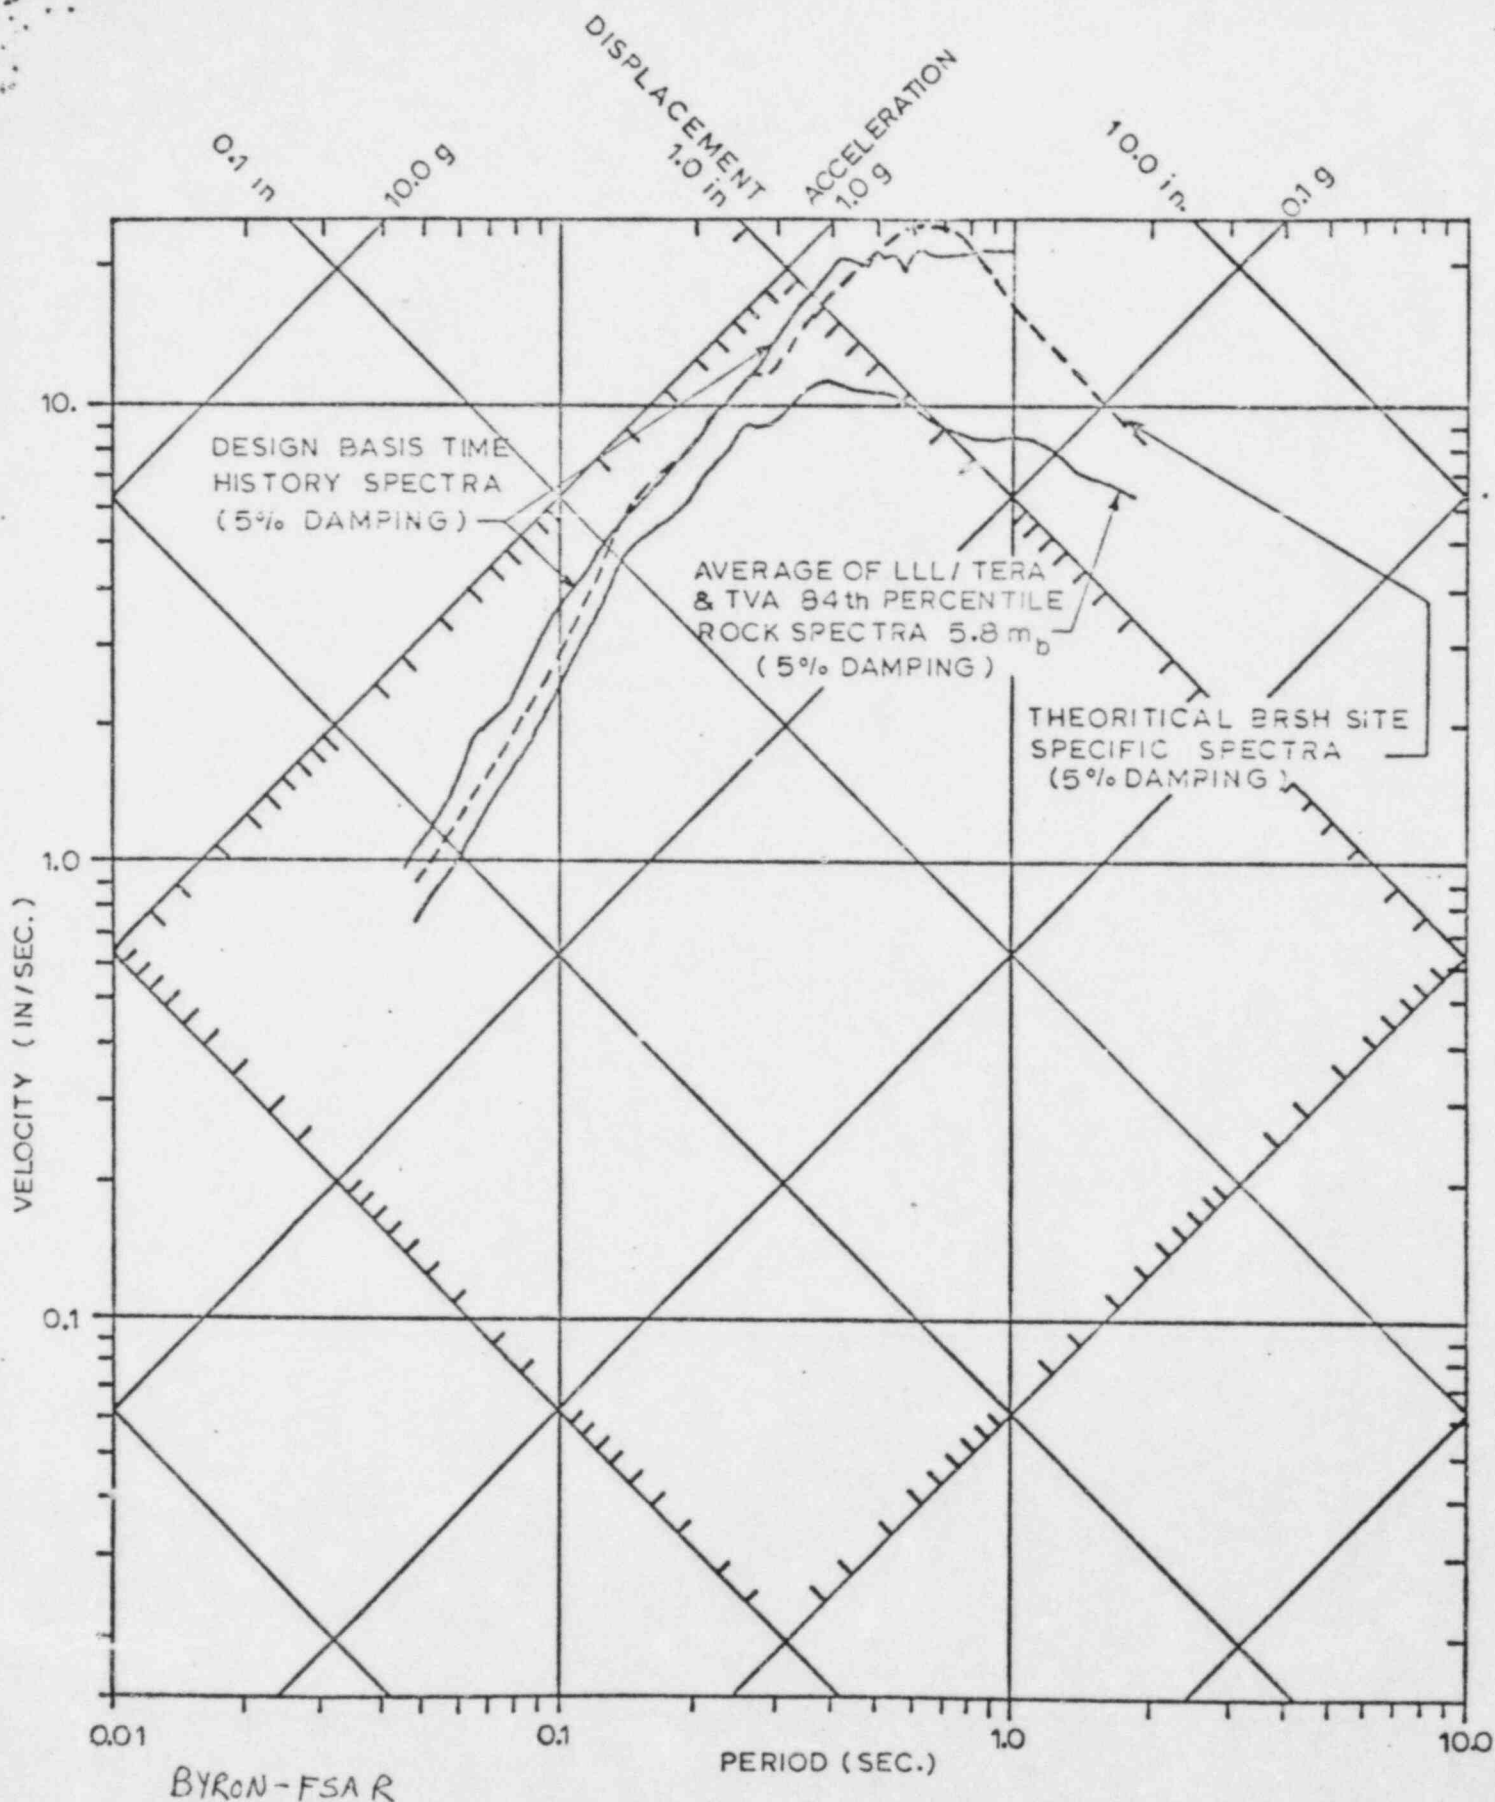 DISPLACEMENT
ACCELERATION
0.1 in
10.0 g
1.0 in
1.0 g
10.0 in.
0.1 g
10.
DESIGN BASIS TIME
HISTORY SPECTRA
(5% DAMPING)
AVERAGE OF LLL/TERA
& TVA 84th PERCENTILE
ROCK SPECTRA 5.8 mb
(5% DAMPING)
THEORITICAL BRSH SITE
SPECIFIC SPECTRA
(5% DAMPING)
1.0
VELOCITY (IN/SEC.)
0.1
0.01
0.1
1.0
10.0
PERIOD (SEC.)
BYRON-FSAR